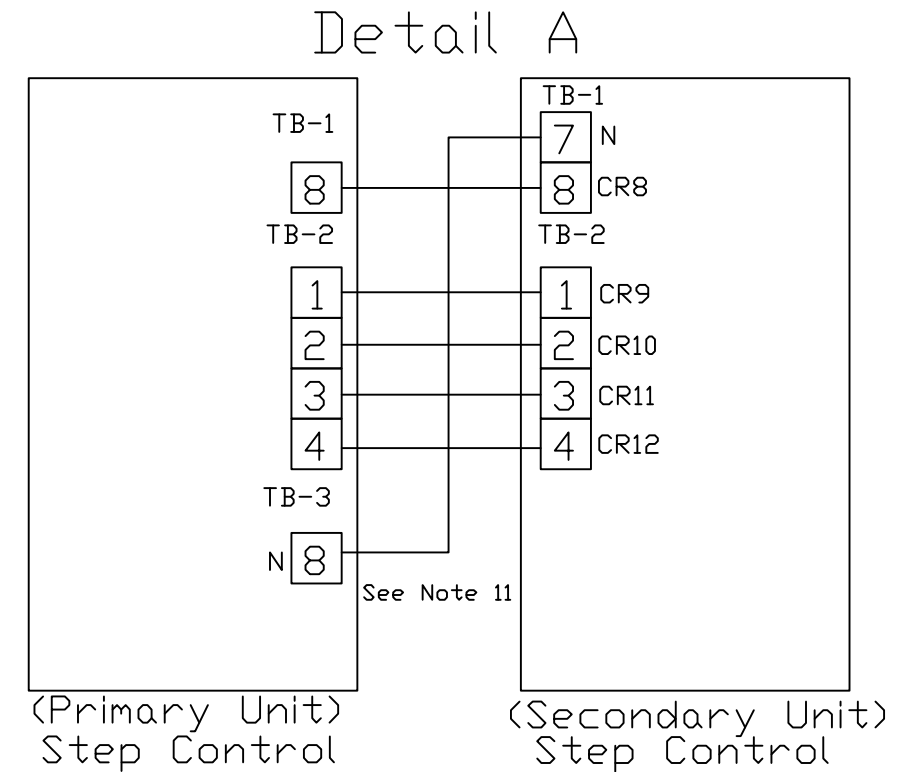 Detail A
TB-1
8
TB-2
1
2
3
4
TB-3
N 8
See Note 11
TB-1
7 N
8 CR8
TB-2
1 CR9
2 CR10
3 CR11
4 CR12
(Primary Unit)
Step Control
(Secondary Unit)
Step Control